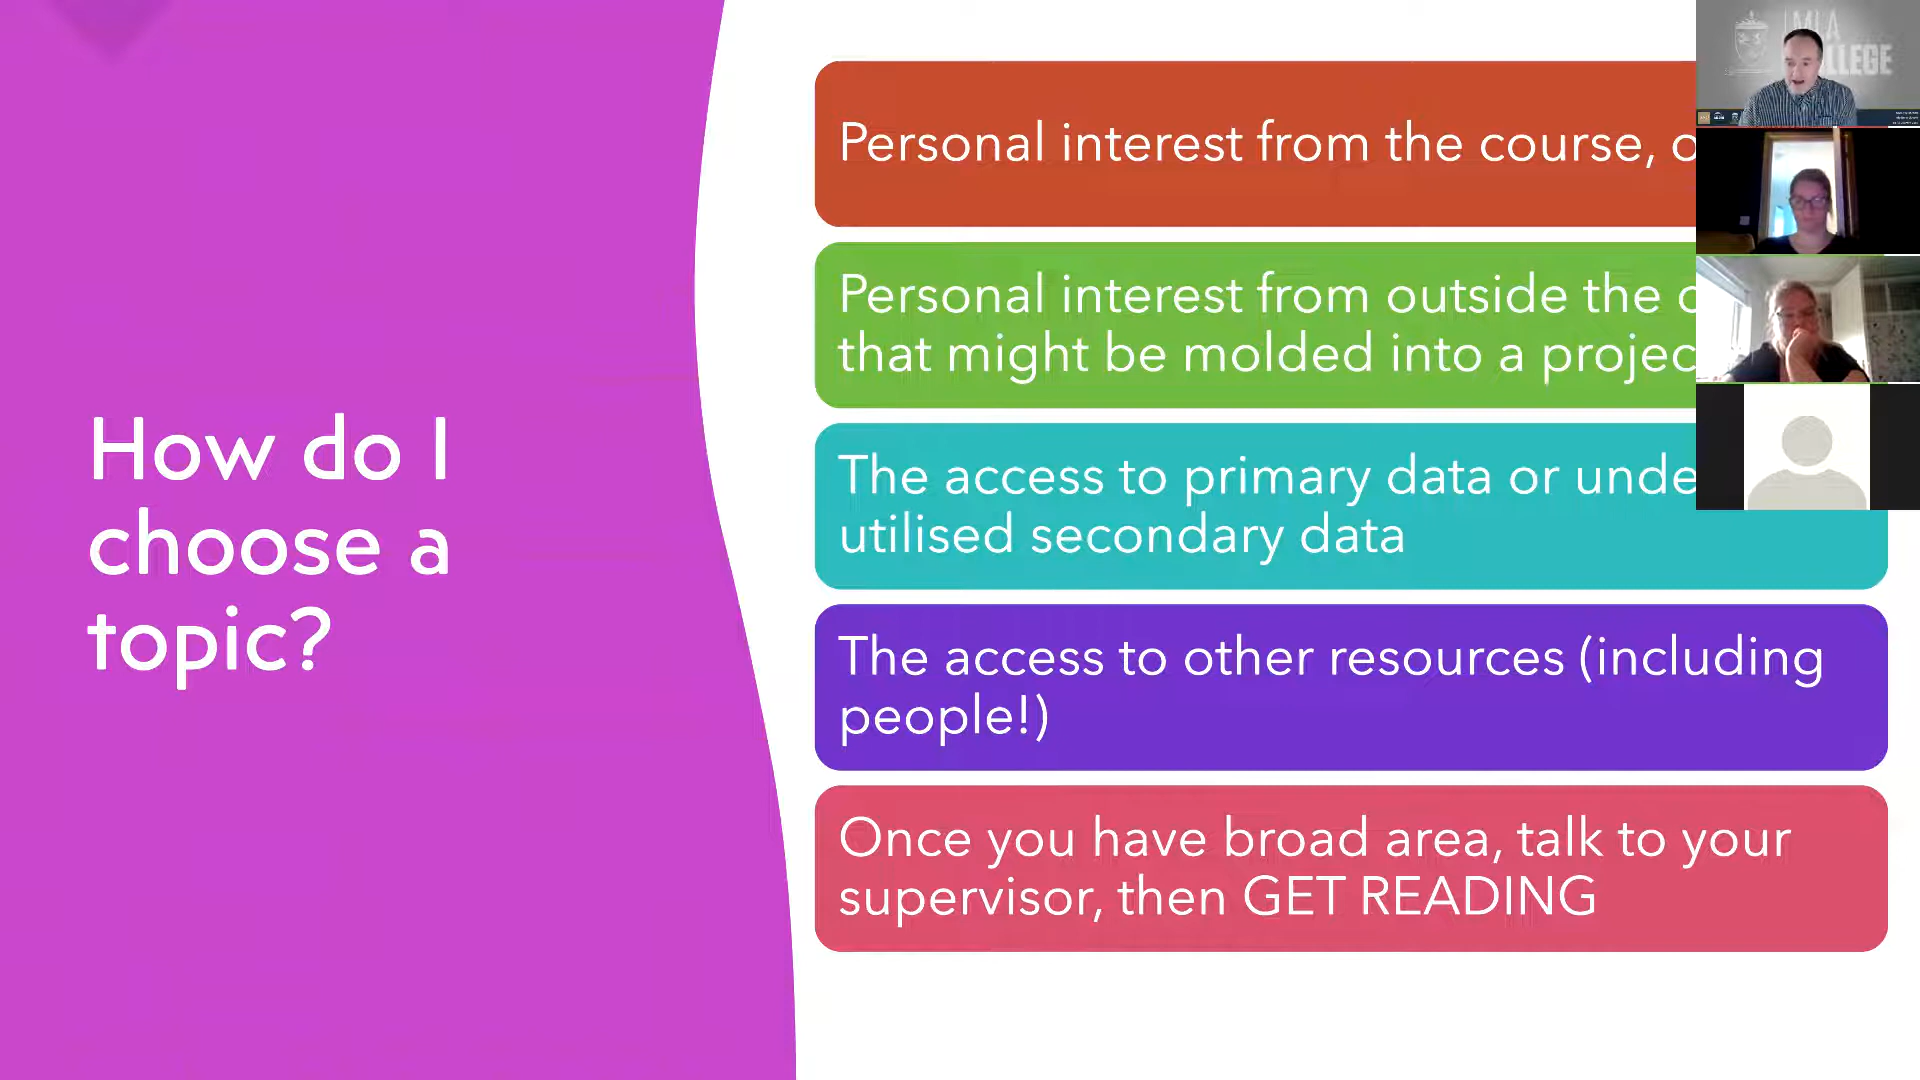 How do I
choose a
topic?
Personal interest from the course,
Personal interest from outside the
that might be molded into a
The access to primary data or
utilised secondary data
The access to other resources (including
people!)
Once you have broad area, talk to your
supervisor, then GET READING
MLA